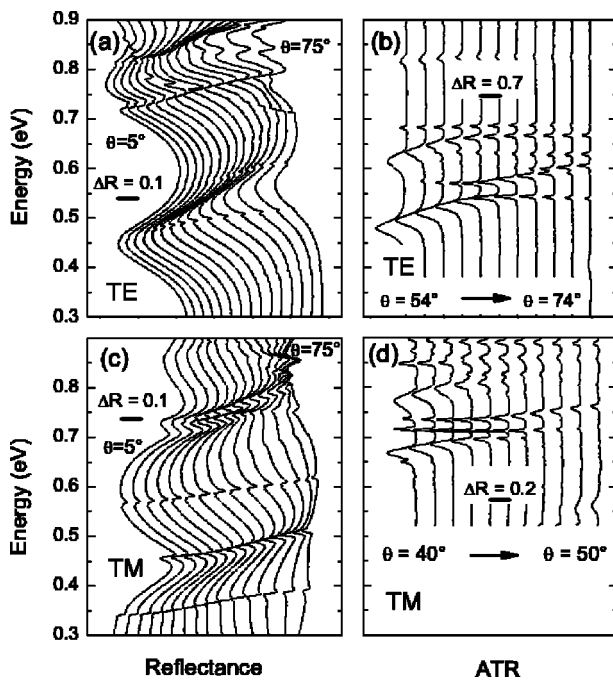 (a)
θ=75°
θ=5°
ΔR = 0.1
TE
0.9
0.8
0.7
0.6
0.5
0.4
0.3
Energy (eV)
(b)
ΔR = 0.7
TE
θ = 54° θ = 74°
(c)
θ=75°
ΔR = 0.1
θ=5°
TM
0.8
0.7
0.6
0.5
0.4
0.3
Energy (eV)
(d)
ΔR = 0.2
θ = 40° θ = 50°
TM
Reflectance
ATR